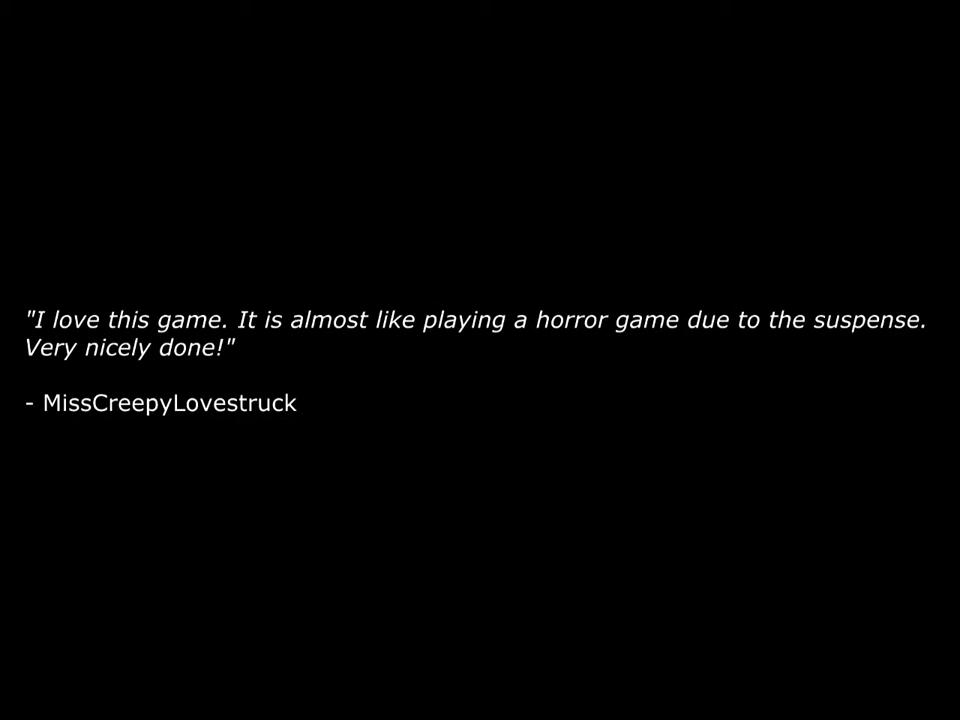 "I love this game. It is almost like playing a horror game due to the suspense.
Very nicely done!"
- MissCreepyLovestruck